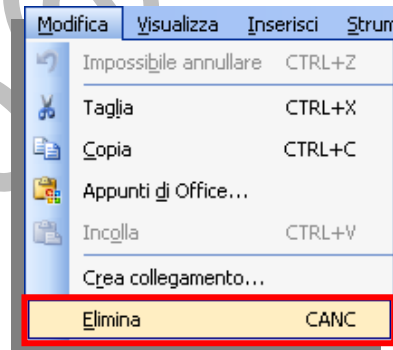 Modifica Visualizza Inserisci Strum
Impossibile annullare CTRL+Z
Taglia CTRL+X
Copia CTRL+C
Appunti di Office...
Incolla CTRL+V
Crea collegamento...
Elimina CANC